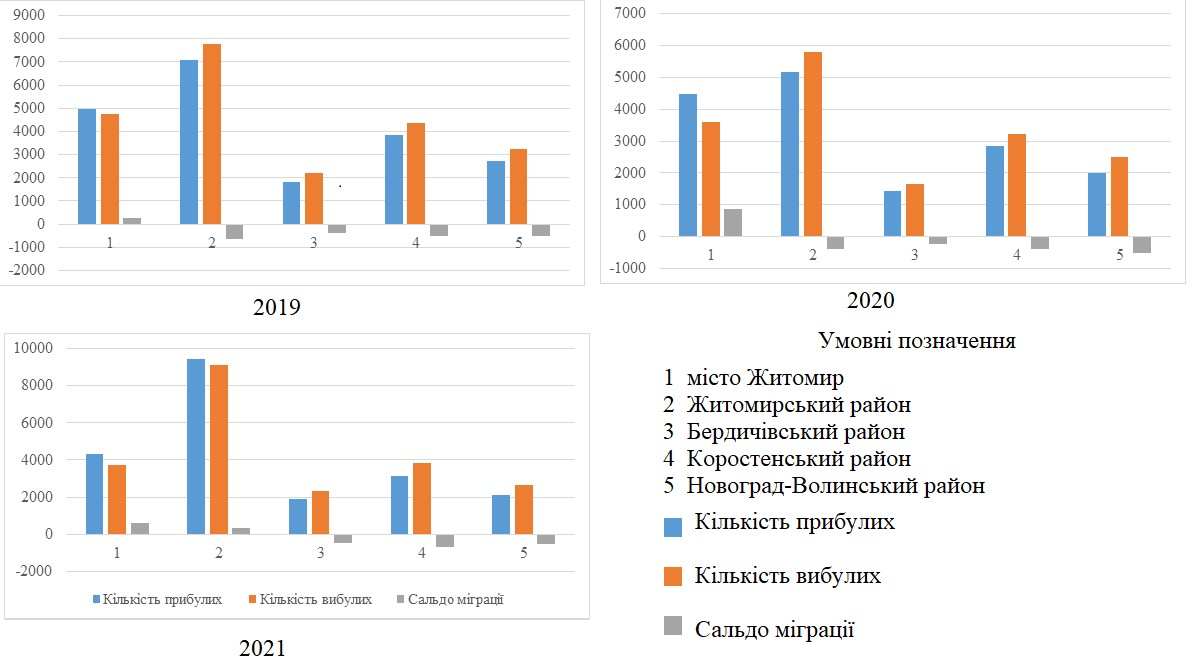 9000
8000
7000
6000
5000
4000
3000
2000
1000
0
-1000
-2000
1 2 3 4 5
2019
7000
6000
5000
4000
3000
2000
1000
0
-1000
1 2 3 4 5
2020
10000
8000
6000
4000
2000
0
-2000
1 2 3 4 5
Кількість прибулих Кількість вибулих Сальдо міграції
2021
Умовні позначення
1 місто Житомир
2 Житомирський район
3 Бердичівський район
4 Коростенський район
5 Новоград-Волинський район
Кількість прибулих
Кількість вибулих
Сальдо міграції